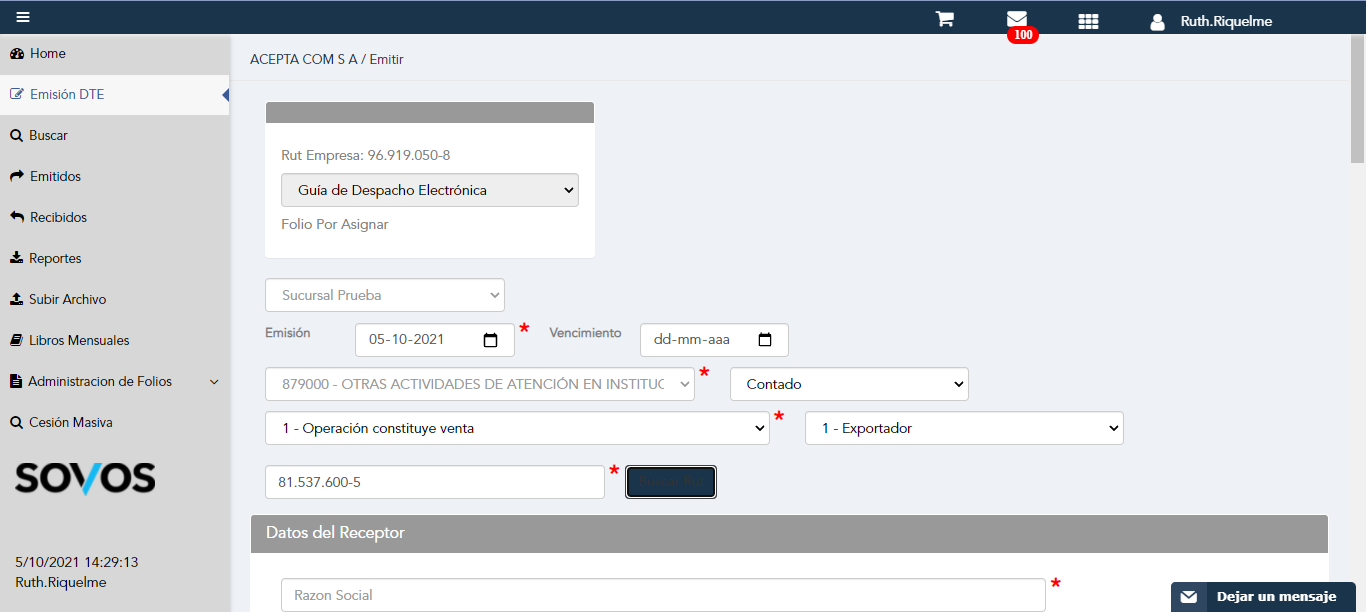 100
Ruth.Riquelme
Home
Emisión DTE
Buscar
Emitidos
Recibidos
Reportes
Subir Archivo
Libros Mensuales
Administracion de Folios
Cesión Masiva
SOVOS
5/10/2021 14:29:13
Ruth.Riquelme
ACEPTA COM S A / Emitir
Rut Empresa: 96.919.050-8
Guía de Despacho Electrónica
Folio Por Asignar
Sucursal Prueba
Emisión 05-10-2021 * Vencimiento dd-mm-aaa
879000 - OTRAS ACTIVIDADES DE ATENCIÓN EN INSTITUC * Contado
1 - Operación constituye venta * 1 - Exportador
81.537.600-5 *
Datos del Receptor
Razon Social *
Dejar un mensaje